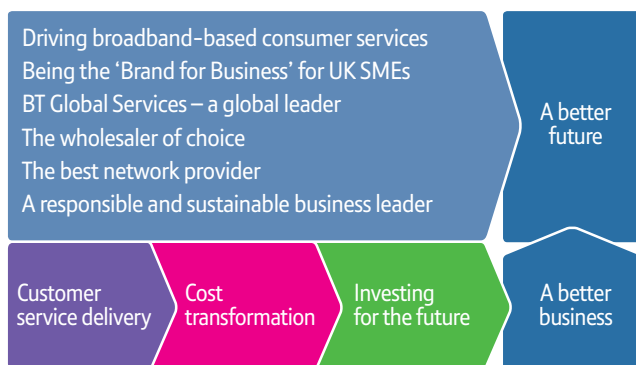 Driving broadband-based consumer services
Being the ‘Brand for Business’ for UK SMEs
BT Global Services – a global leader
The wholesaler of choice
The best network provider
A responsible and sustainable business leader
A better
future
Customer
service delivery
Cost
transformation
Investing
for the future
A better
business